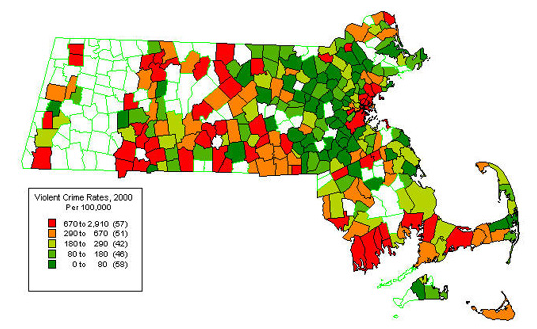 Violent Crime Rates, 2000
Per 100,000
670 to 2,910 (57)
290 to 670 (51)
180 to 290 (42)
80 to 180 (46)
0 to 80 (58)